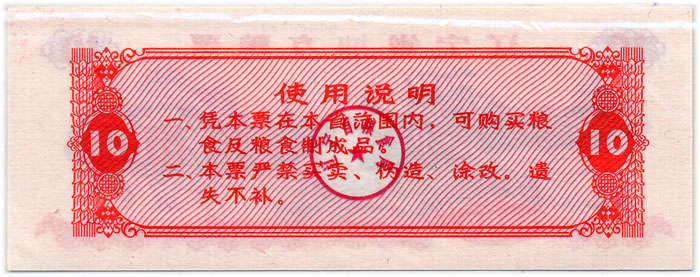 使用说明
10
10
一、凭本票在本省范围内，可购买粮
食及粮食制成品。
二、本票严禁买卖、伪造、涂改。遗
失不补。